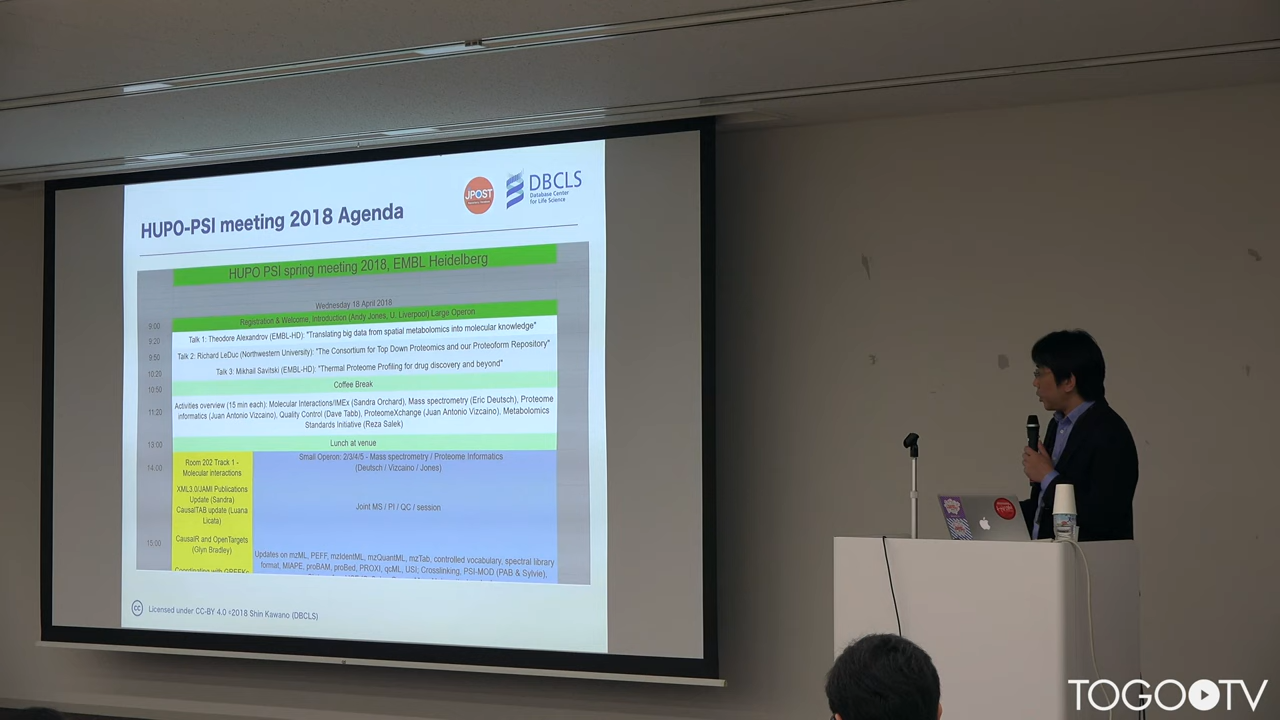 HUPO-PSI meeting 2018 Agenda
JPOST
DBCLS
Database Center
for Life Science
HUPO PSI spring meeting 2018, EMBL Heidelberg
Wednesday 18 April 2018
9:00
Registration & Welcome, Introduction (Andy Jones, U. Liverpool) Large Operon
9:20
Talk 1: Theodore Alexandrov (EMBL-HD): "Translating big data from spatial metabolomics into molecular knowledge"
9:50
Talk 2: Richard LeDuc (Northwestern University): "The Consortium for Top Down Proteomics and our Proteoform Repository"
10:20
Talk 3: Mikhail Savitski (EMBL-HD): "Thermal Proteome Profiling for drug discovery and beyond"
10:50
Coffee Break
11:20
Activities overview (15 min each): Molecular Interactions/IMEx (Sandra Orchard), Mass spectrometry (Eric Deutsch), Proteome
informatics (Juan Antonio Vizcaino), Quality Control (Dave Tabb), ProteomeXchange (Juan Antonio Vizcaino), Metabolomics
Standards Initiative (Reza Salek)
13:00
Lunch at venue
14:00
Room 202 Track 1 -
Molecular Interactions
XML3.0/JAMI Publications
Update (Sandra)
CausalTAB update (Luana
Licata)
CausalR and OpenTargets
(Glyn Bradley)
Coordinating with
Small Operon: 2/3/4/5 - Mass spectrometry / Proteome Informatics
(Deutsch / Vizcaino / Jones)
Joint MS / PI / QC / session
15:00
Updates on mzML, PEFF, mzIdentML, mzQuantML, mzTab, controlled vocabulary, spectral library
format, MIAPE, proBAM, proBed, PROXI, qcML, USI; Crosslinking, PSI-MOD (PAB & Sylvie),
cc Licensed under CC-BY 4.0 ©2018 Shin Kawano (DBCLS)
TOGOTV